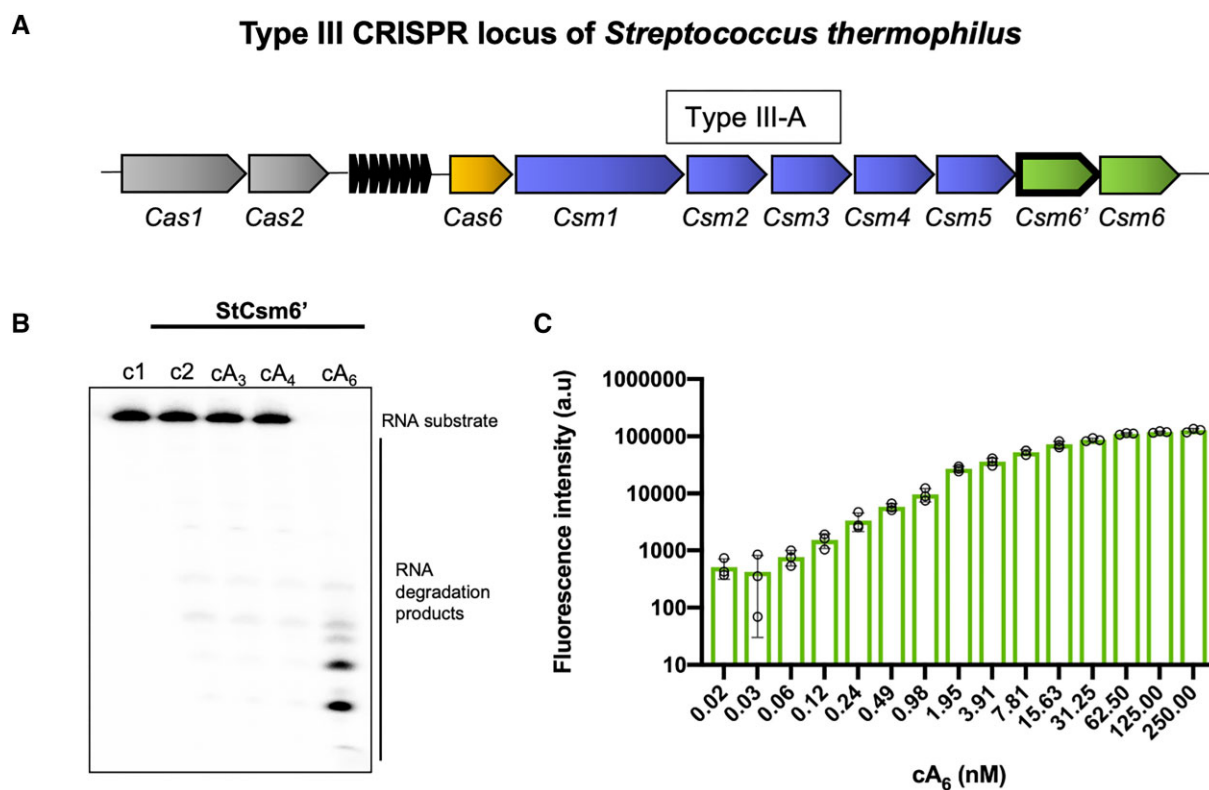 A
Type III CRISPR locus of Streptococcus thermophilus
Type III-A
Cas1 Cas2 Cas6 Csm1 Csm2 Csm3 Csm4 Csm5 Csm6' Csm6
B
StCsm6’
c1 c2 cA₃ cA₄ cA₆
RNA substrate
RNA
degradation
products
C
Fluorescence intensity (a.u)
1000000
100000
10000
1000
100
10
0.02 0.03 0.06 0.12 0.24 0.49 0.98 1.95 3.91 7.81 15.63 31.25 62.50 125.00 250.00
cA₆ (nM)